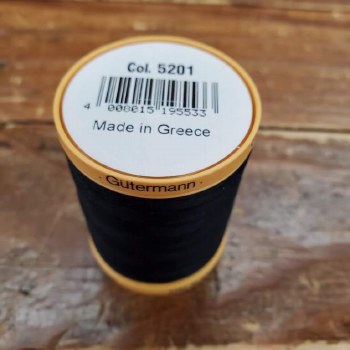 Col. 5201
4 008015 195533
Made in Greece
Gütermann